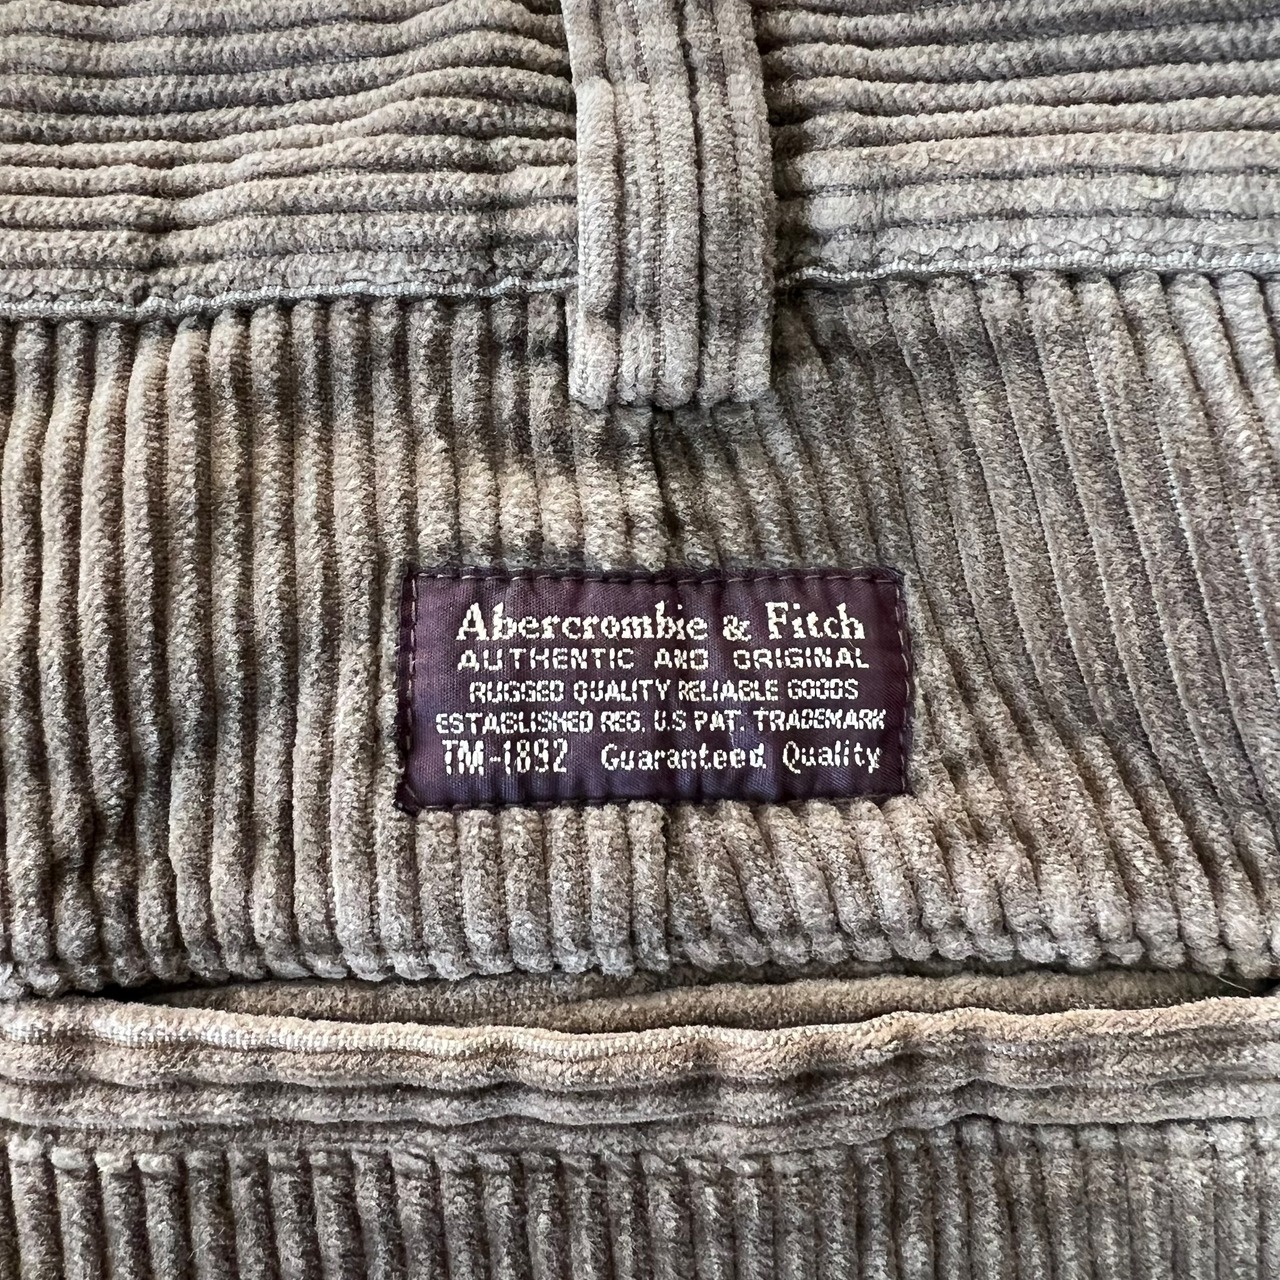 Abercrombie & Fitch
AUTHENTIC AND ORIGINAL
RUGGED QUALITY RELIABLE GOODS
ESTABLISHED REG. U.S PAT. TRADEMARK
TM-1892 Guaranteed Quality